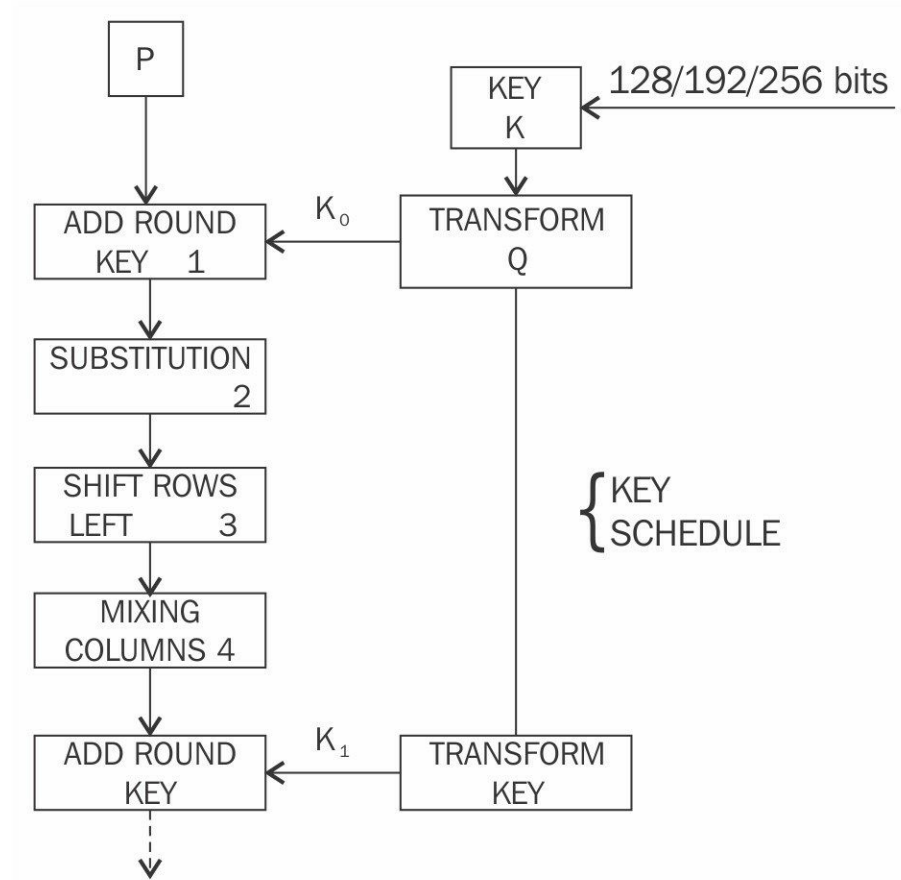 P
128/192/256 bits
KEY
K
K₀
ADD ROUND
KEY 1
TRANSFORM
Q
SUBSTITUTION
2
SHIFT ROWS
LEFT 3
{KEY
SCHEDULE
MIXING
COLUMNS 4
K₁
ADD ROUND
KEY
TRANSFORM
KEY